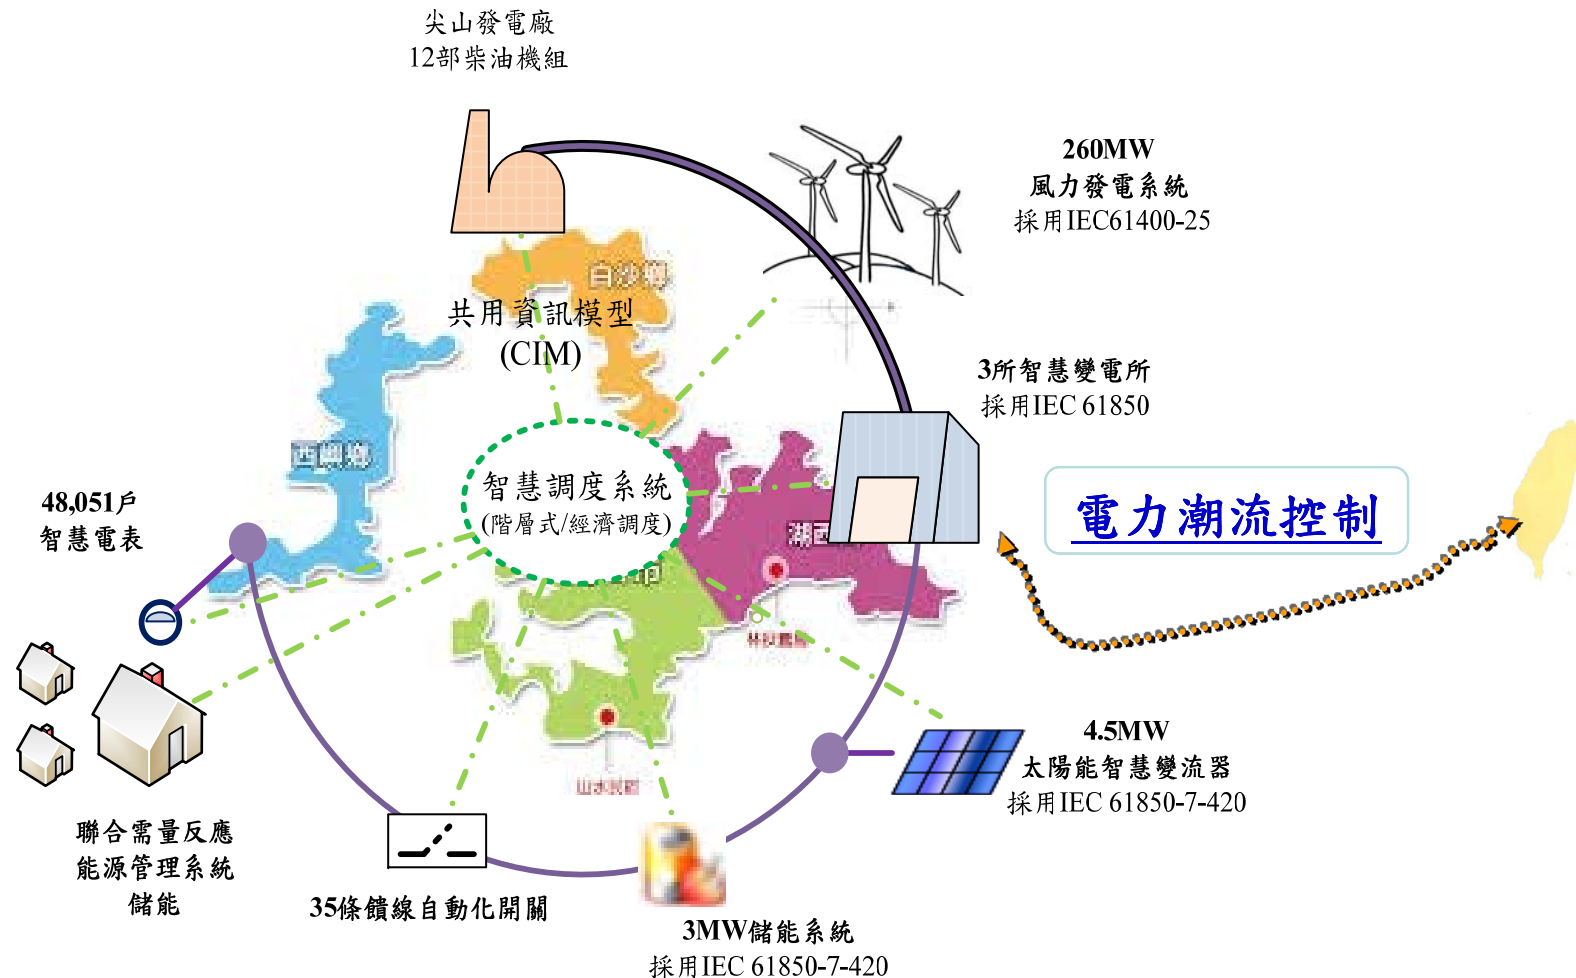 尖山發電廠
12部柴油機組
260MW
風力發電系統
採用IEC61400-25
白沙鄉
共用資訊模型
(CIM)
3所智慧變電所
採用IEC 61850
西嶼鄉
智慧調度系統
(階層式/經濟調度)
48,051戶
智慧電表
電力潮流控制
湖西
林投
4.5MW
太陽能智慧變流器
採用IEC 61850-7-420
山水
聯合需量反應
能源管理系統
儲能
35條饋線自動化開關
3MW儲能系統
採用IEC 61850-7-420